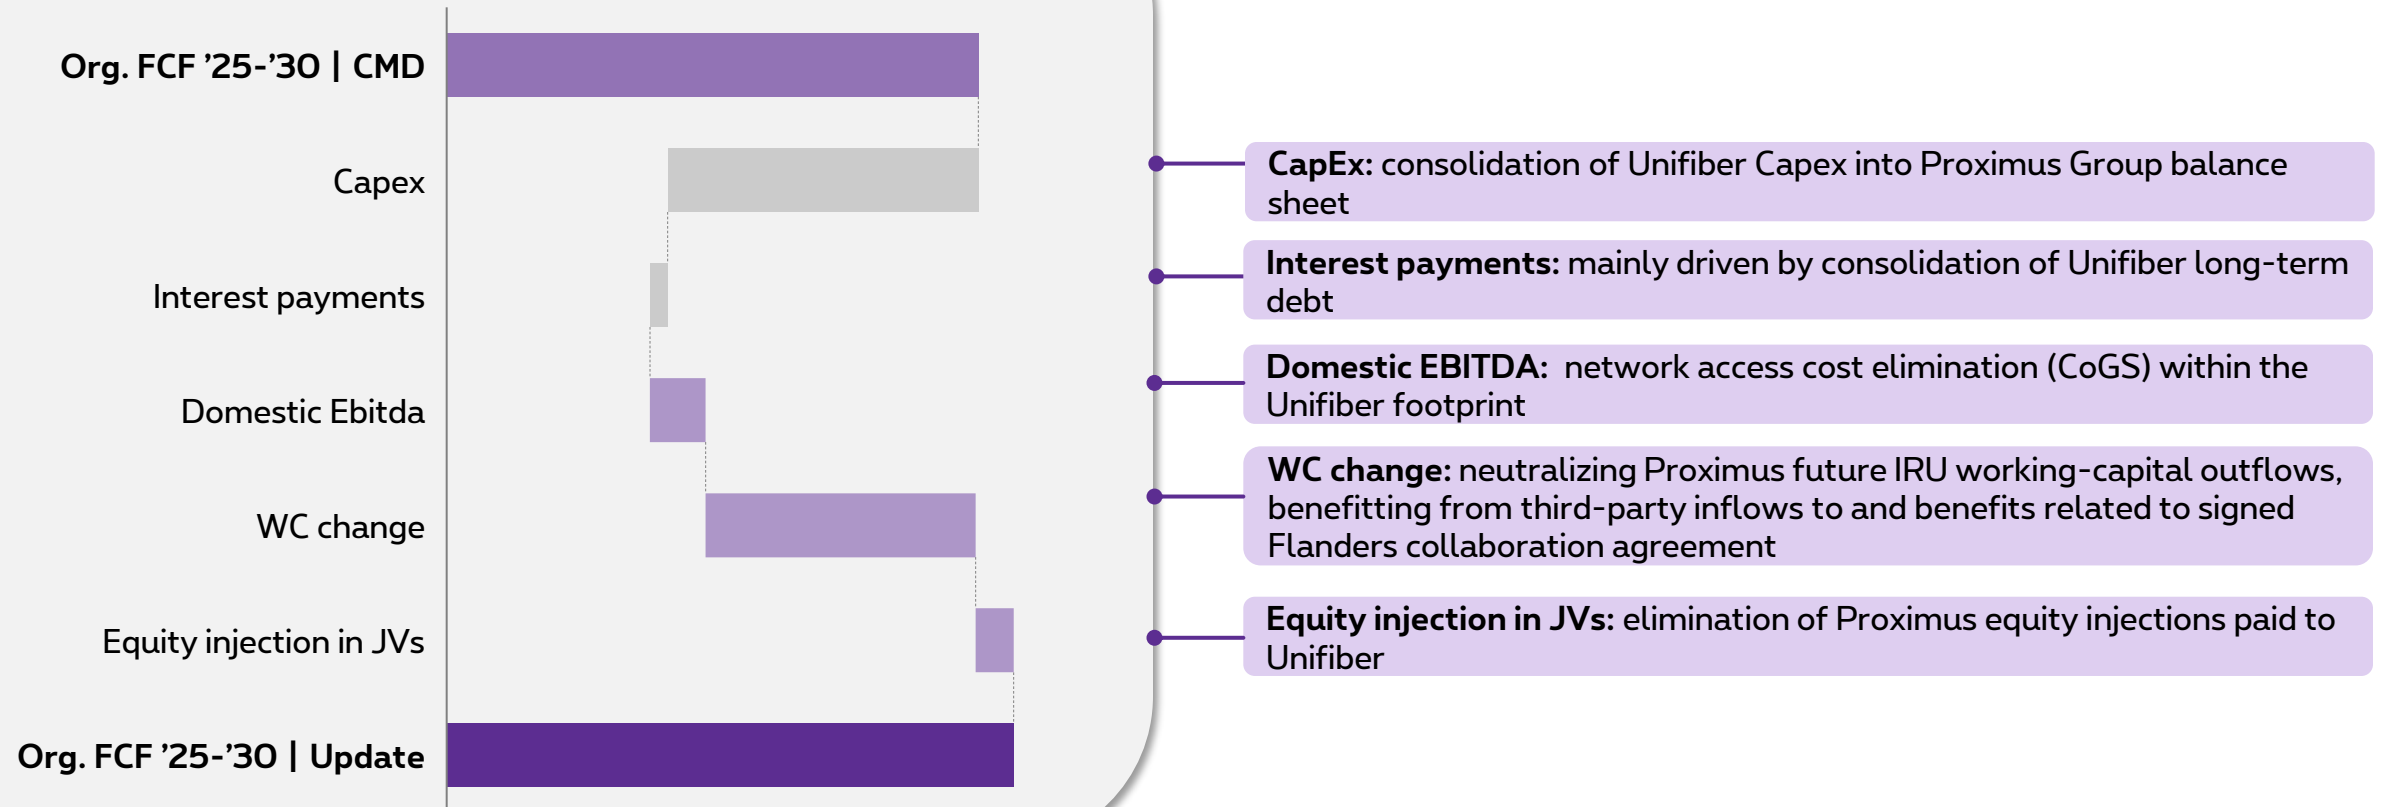 Org. FCF ’25-’30 | CMD
Capex
Interest payments
Domestic Ebitda
WC change
Equity injection in JVs
Org. FCF ’25-’30 | Update
CapEx: consolidation of Unifiber Capex into Proximus Group balance
sheet
Interest payments: mainly driven by consolidation of Unifiber long-term
debt
Domestic EBITDA:  network access cost elimination (CoGS) within the
Unifiber footprint
WC change: neutralizing Proximus future IRU working-capital outflows,
benefitting from third-party inflows to and benefits related to signed
Flanders collaboration agreement
Equity injection in JVs: elimination of Proximus equity injections paid to
Unifiber